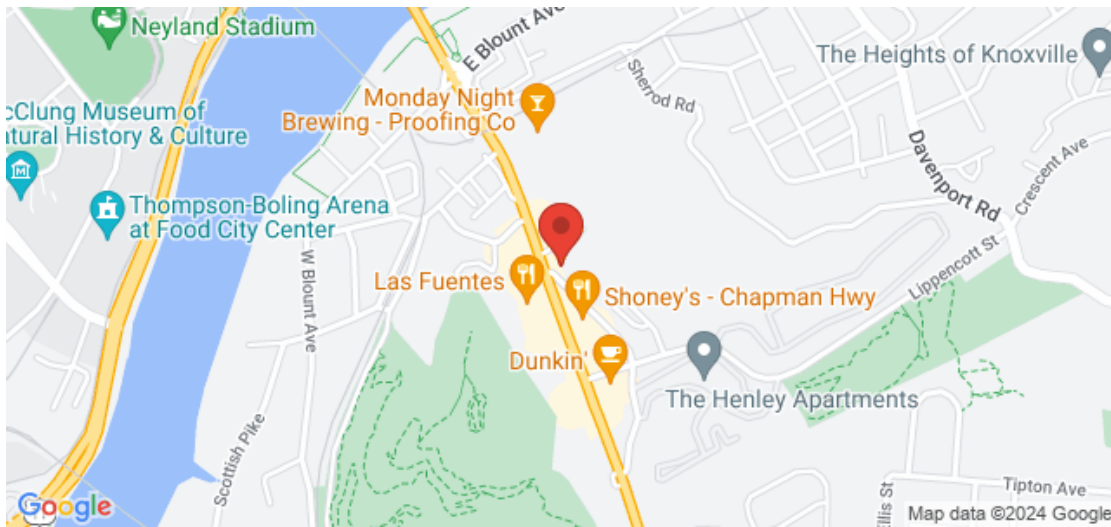 Neyland Stadium
E Blount Ave
The Heights of Knoxville
Sherrod Rd
Monday Night
Brewing - Proofing Co
cClung Museum of
atural History & Culture
Davenport Rd
Crescent Ave
Thompson-Boling Arena
at Food City Center
W Blount Ave
Las Fuentes
Lippencott St
Shoney's - Chapman Hwy
Dunkin'
The Henley Apartments
Scottish Pike
Tipton Ave
Ellis St
Google
Map data ©2024 Google